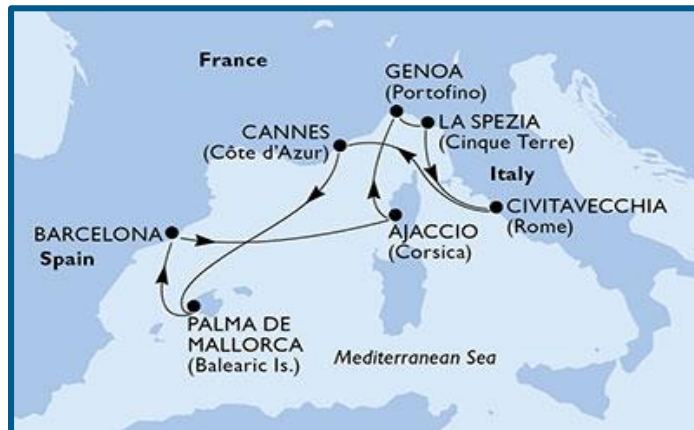 France
GENOA
(Portofino)
LA SPEZIA
(Cinque Terre)
CANNES
(Côte d'Azur)
Italy
CIVITAVECCHIA
(Rome)
BARCELONA
Spain
AJACCIO
(Corsica)
PALMA DE
MALLORCA
(Balearic Is.)
Mediterranean Sea